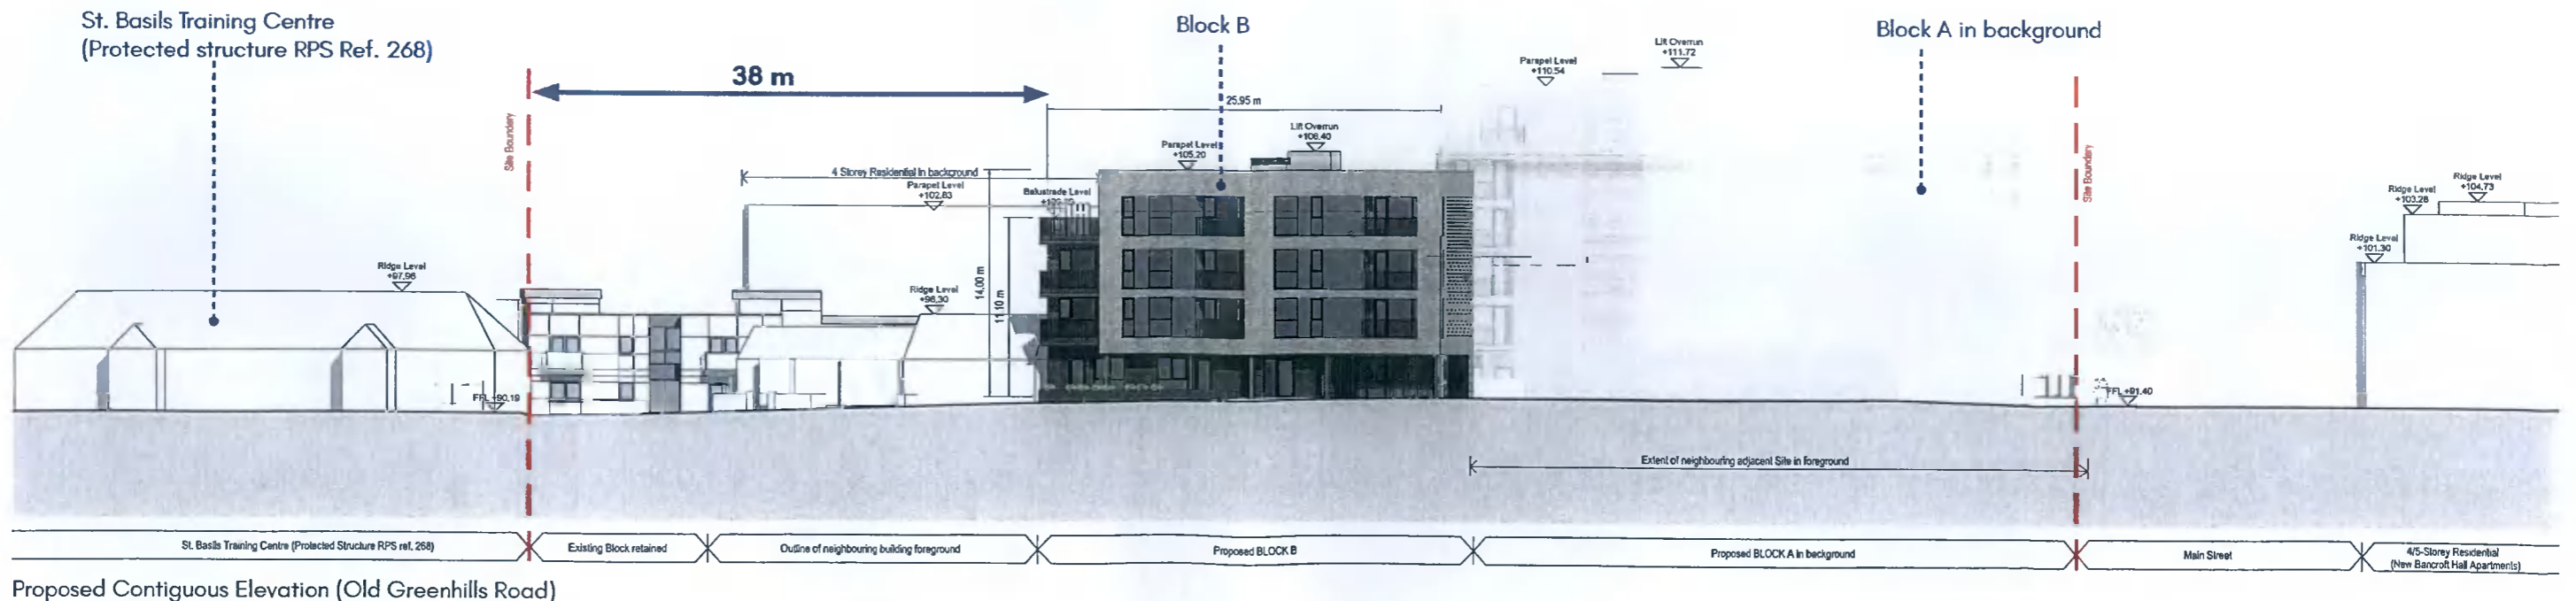 St. Basils Training Centre
(Protected structure RPS Ref. 268)
Block B
Block A in background
38 m
Site Boundary
25.95 m
Parapet Level
+110.54
Lift Overrun
+111.72
Lift Overrun
+106.40
Parapet Level
+105.20
4 Storey Residential in background
Parapet Level
+102.83
Balustrade Level
Ridge Level
+97.96
Ridge Level
+96.30
14.00 m
11.10 m
Site Boundary
Ridge Level
+103.28
Ridge Level
+104.73
Ridge Level
+101.30
FFL +90.19
FFL +91.40
Extent of neighbouring adjacent Site in foreground
St. Basils Training Centre (Protected Structure RPS ref. 268)
Existing Block retained
Outline of neighbouring building foreground
Proposed BLOCK B
Proposed BLOCK A in background
Main Street
4/5-Storey Residential
(New Bancroft Hall Apartments)
Proposed Contiguous Elevation (Old Greenhills Road)